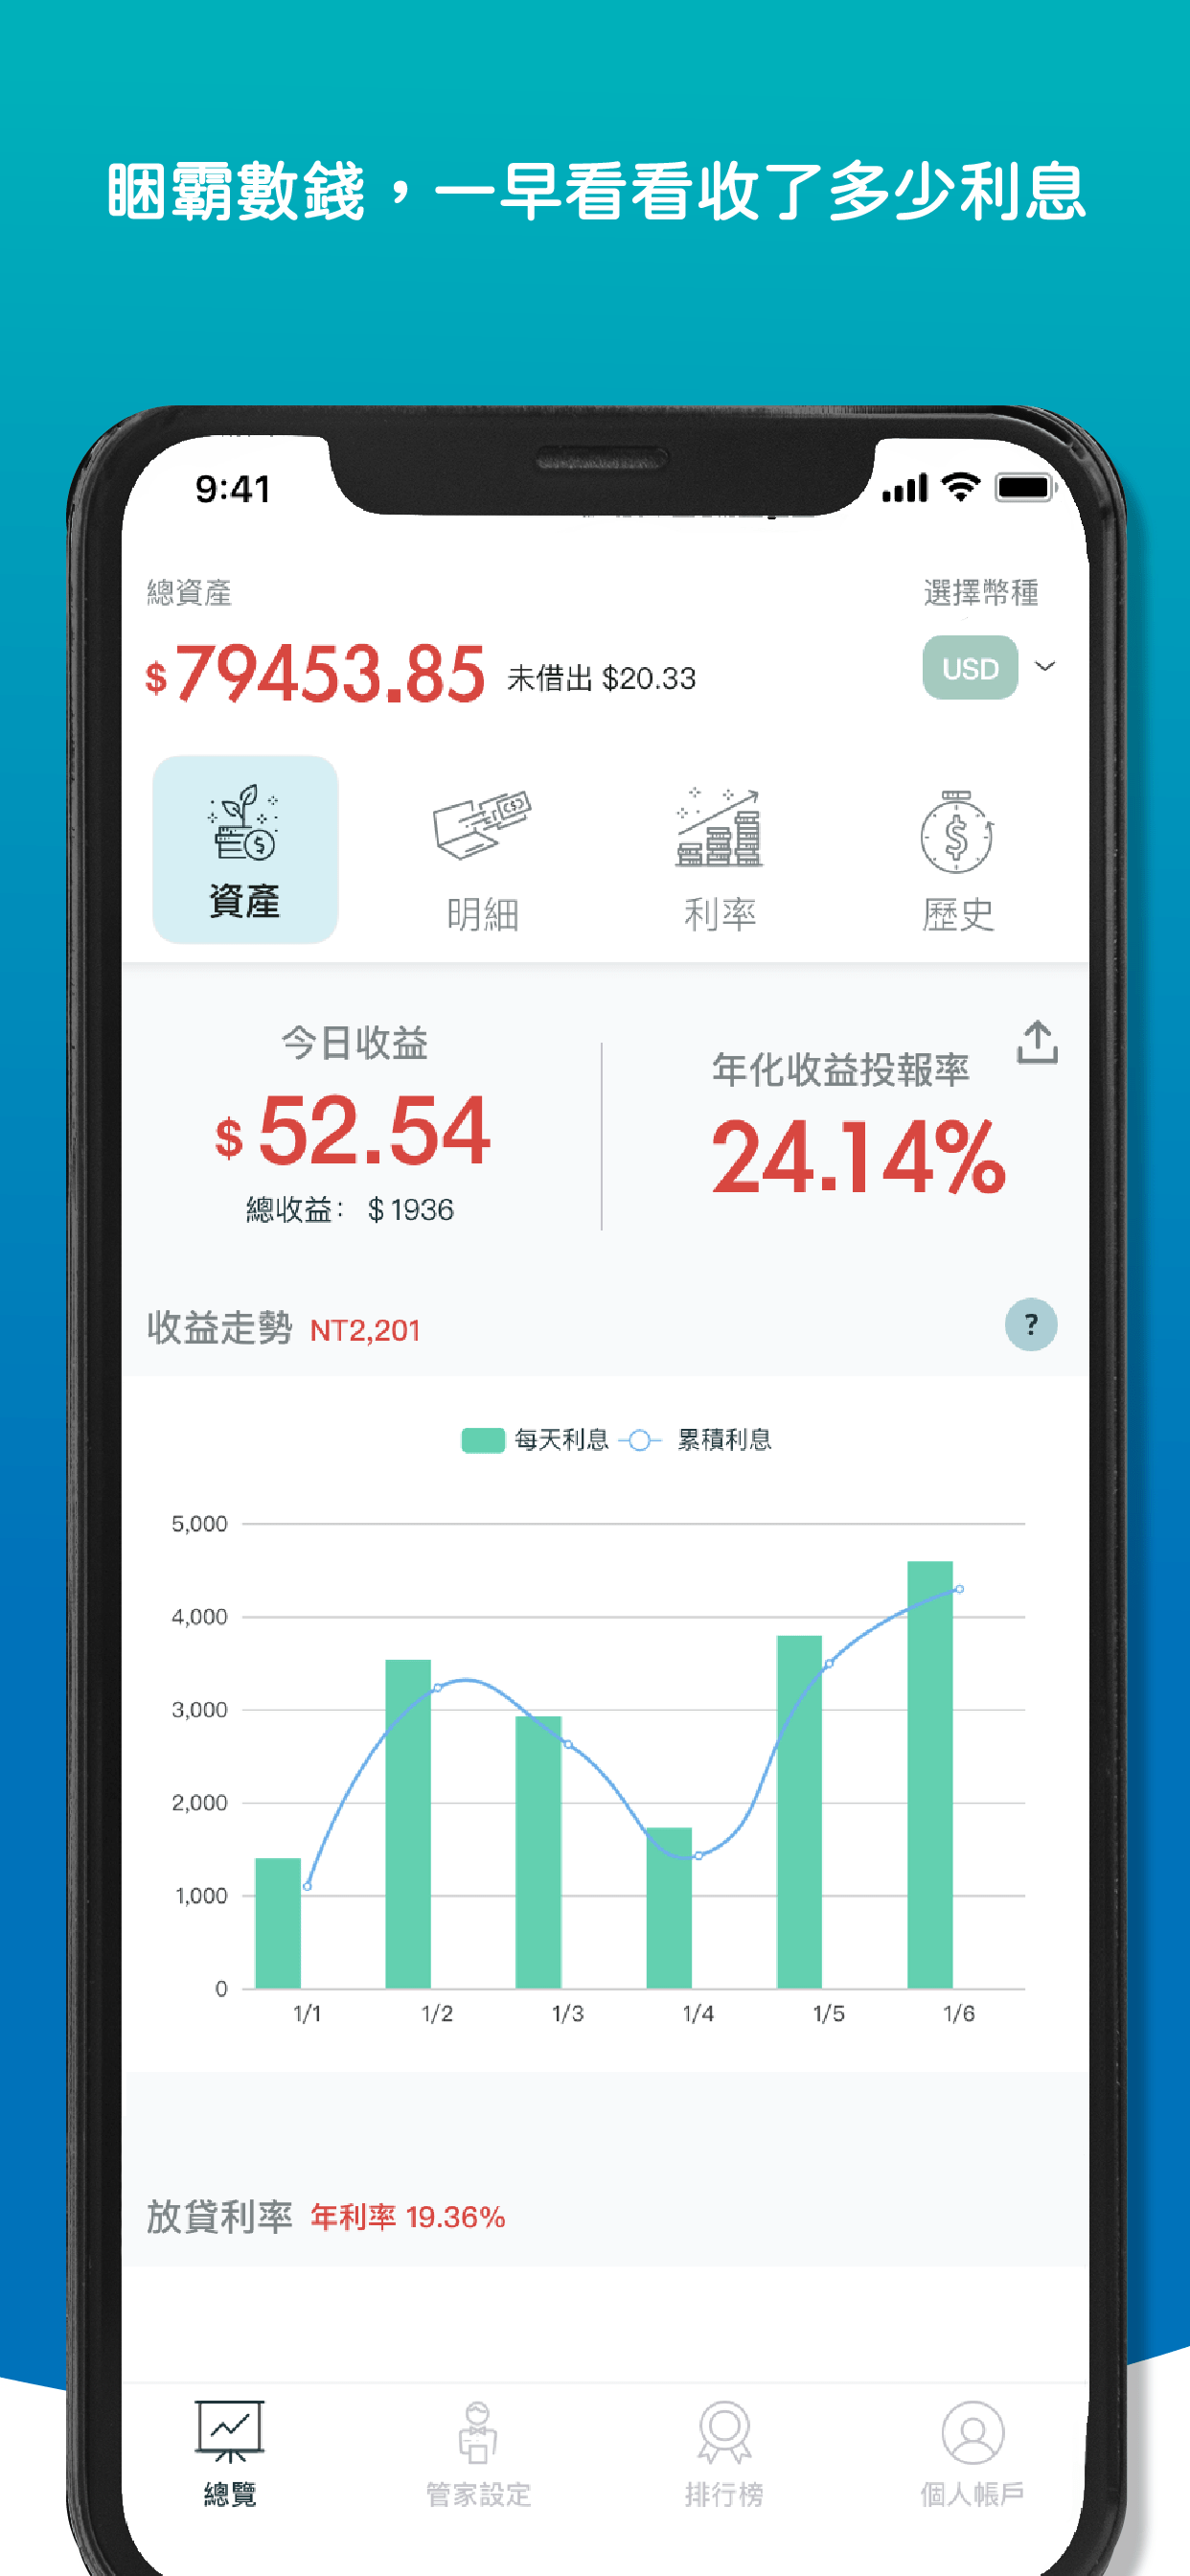 睏霸數錢，一早看看收了多少利息
9:41
總資產
選擇幣種
$79453.85 未借出 $20.33
USD
資產
明細
利率
歷史
今日收益
$52.54
總收益： $1936
年化收益投報率
24.14%
收益走勢 NT2,201
?
每天利息 累積利息
5,000
4,000
3,000
2,000
1,000
0
1/1 1/2 1/3 1/4 1/5 1/6
放貸利率 年利率 19.36%
總覽
管家設定
排行榜
個人帳戶